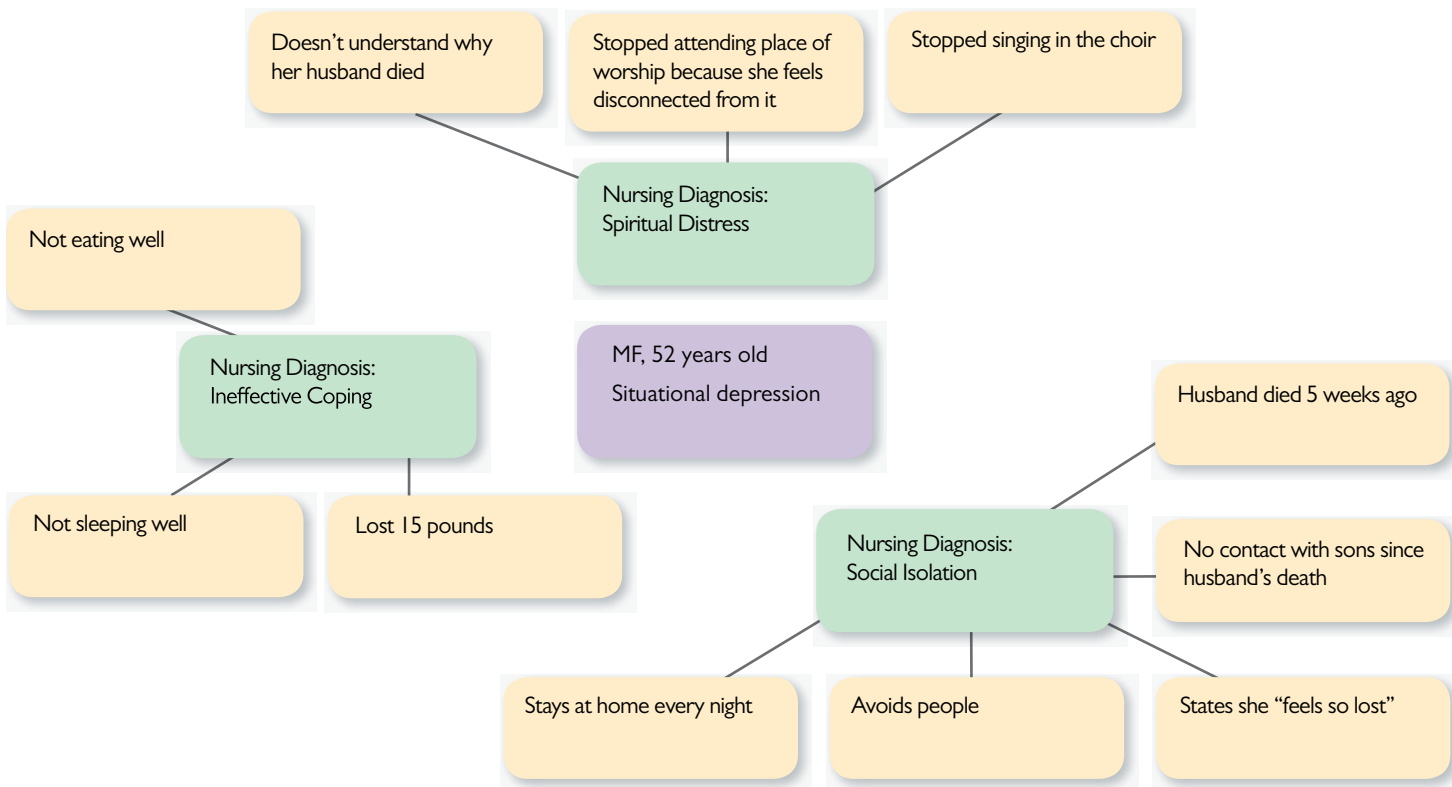 Doesn’t understand why
her husband died
Stopped attending place of
worship because she feels
disconnected from it
Stopped singing in the choir
Nursing Diagnosis:
Spiritual Distress
Not eating well
Nursing Diagnosis:
Ineffective Coping
Not sleeping well
Lost 15 pounds
MF, 52 years old
Situational depression
Husband died 5 weeks ago
Nursing Diagnosis:
Social Isolation
No contact with sons since
husband’s death
Stays at home every night
Avoids people
States she “feels so lost”